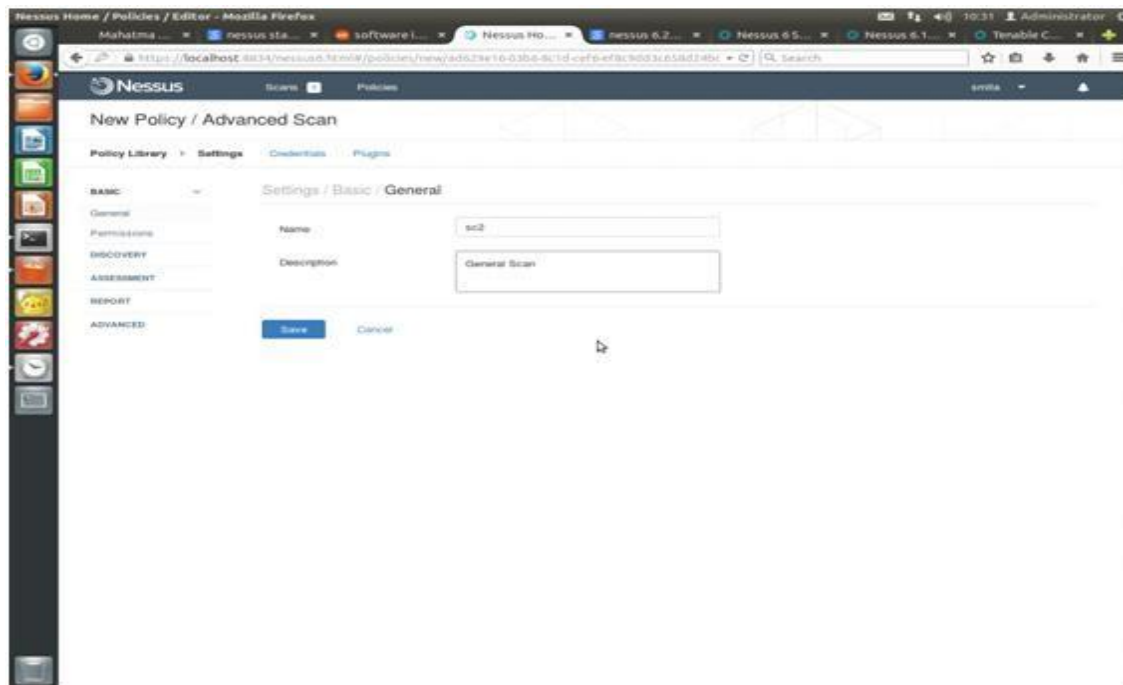 Nessus Home / Policies / Editor - Mozilla Firefox
10:31 Administrator
Mahatma ... nessus sta... software i... Nessus Ho... nessus 6.2... Nessus 6 5... Nessus 6.1... Tenable C...
Search
Nessus Scans Policies smita
New Policy / Advanced Scan
Policy Library > Settings Credentials Plugins
BASIC
General
Permissions
DISCOVERY
ASSESSMENT
REPORT
ADVANCED
Settings / Basic / General
Name sc2
Description General Scan
Save Cancel